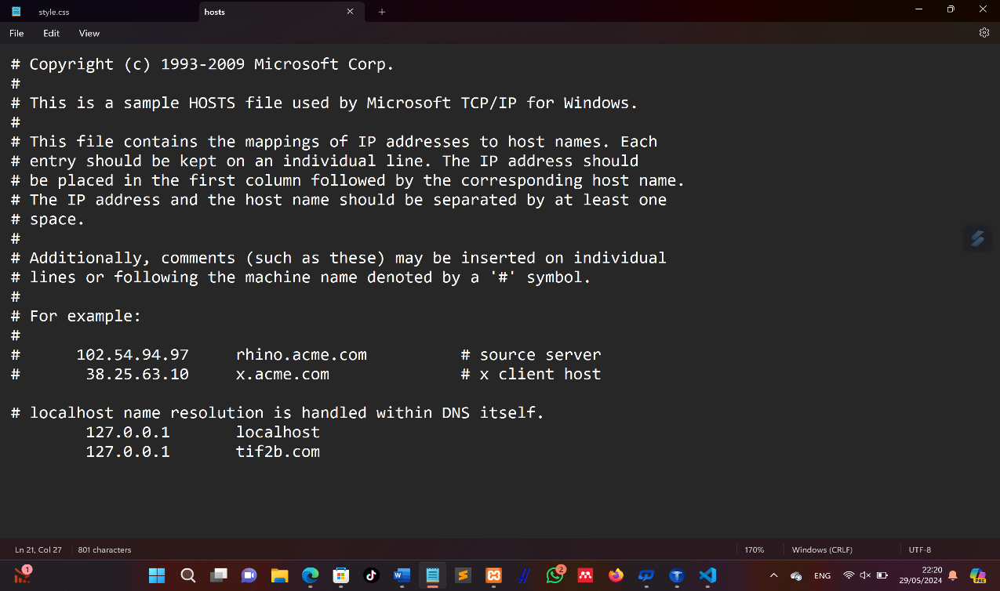 style.css
hosts
File Edit View
# Copyright (c) 1993-2009 Microsoft Corp.
#
# This is a sample HOSTS file used by Microsoft TCP/IP for Windows.
#
# This file contains the mappings of IP addresses to host names. Each
# entry should be kept on an individual line. The IP address should
# be placed in the first column followed by the corresponding host name.
# The IP address and the host name should be separated by at least one
# space.
#
# Additionally, comments (such as these) may be inserted on individual
# lines or following the machine name denoted by a '#' symbol.
#
# For example:
#
#      102.54.94.97     rhino.acme.com          # source server
#       38.25.63.10     x.acme.com              # x client host

# localhost name resolution is handled within DNS itself.
        127.0.0.1       localhost
        127.0.0.1       tif2b.com
Ln 21, Col 27 801 characters 170% Windows (CRLF) UTF-8
1
2
ENG
22:20
29/05/2024
PRE